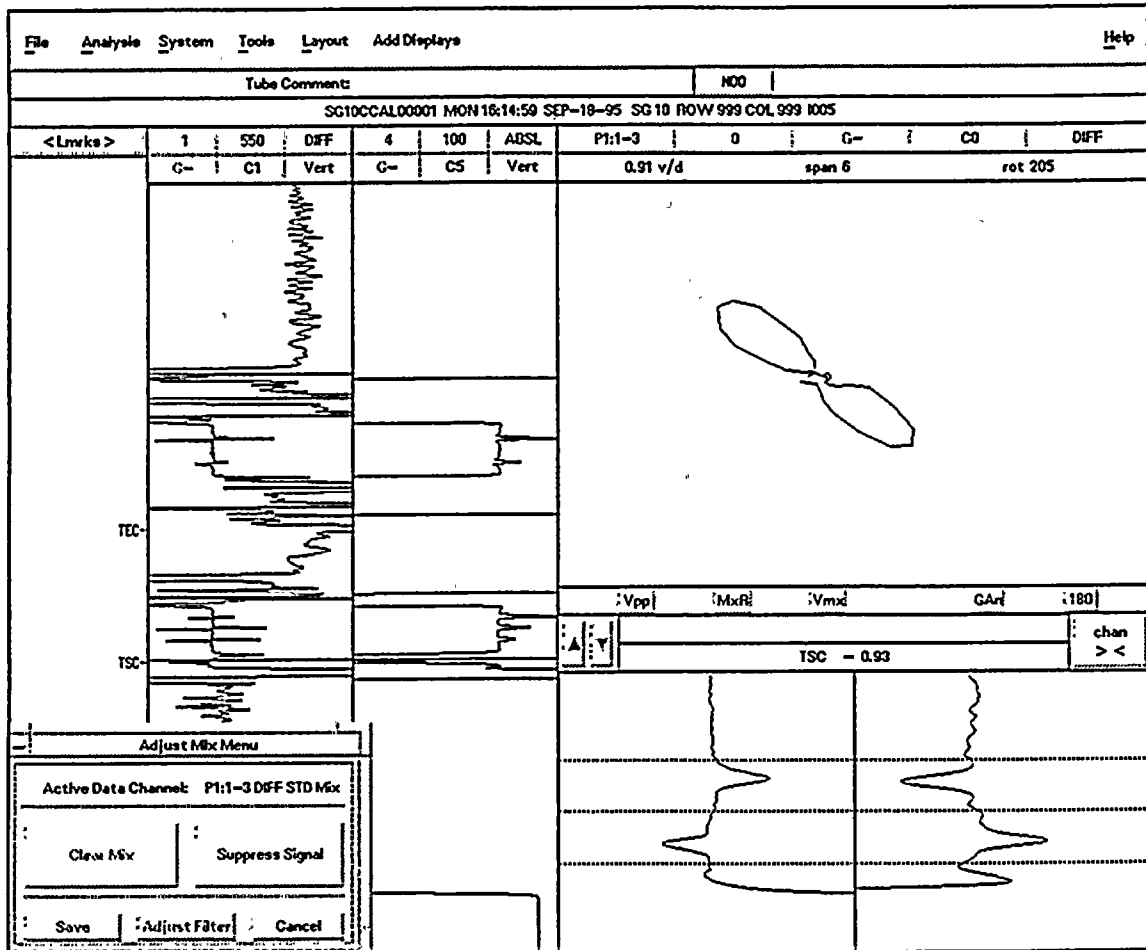 File Analysis System Tools Layout Add Displays Help
Tube Comment: NOO
SG10CCAL00001 MON 16:14:59 SEP-18-95 SG 10 ROW 999 COL 999 I005
<Lmrks> 1 550 DIFF 4 100 ABSL P1:1-3 0 G- C0 DIFF
G- C1 Vert G- C5 Vert 0.91 v/d span 6 rot 205
TEC
Vpp MxR Vmx GAn 180
chan
> <
TSC - 0.93
TSC
Adjust Mix Menu
Active Data Channel: P1:1-3 DIFF STD Mix
Clear Mix Suppress Signal
Save Adjust Filter Cancel